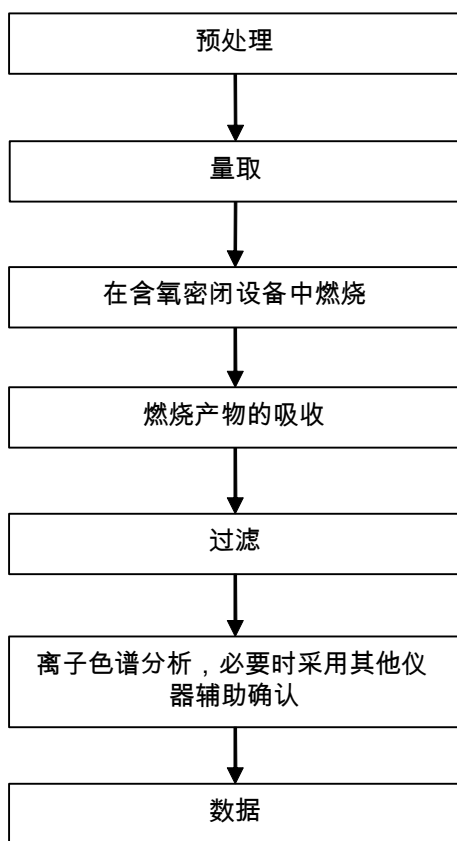 预处理
量取
在含氧密闭设备中燃烧
燃烧产物的吸收
过滤
离子色谱分析，必要时采用其他仪
器辅助确认
数据